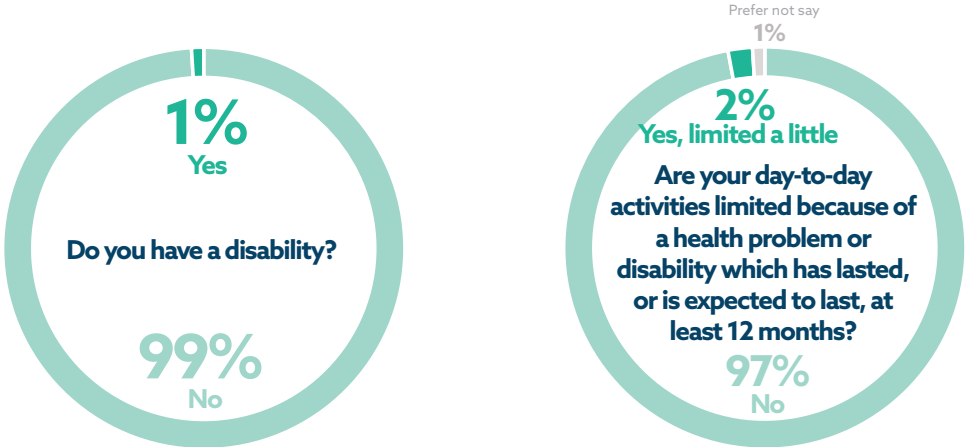 1%
Yes
Do you have a disability?
99%
No
Prefer not say
1%
2%
Yes, limited a little
Are your day-to-day
activities limited because of
a health problem or
disability which has lasted,
or is expected to last, at
least 12 months?
97%
No